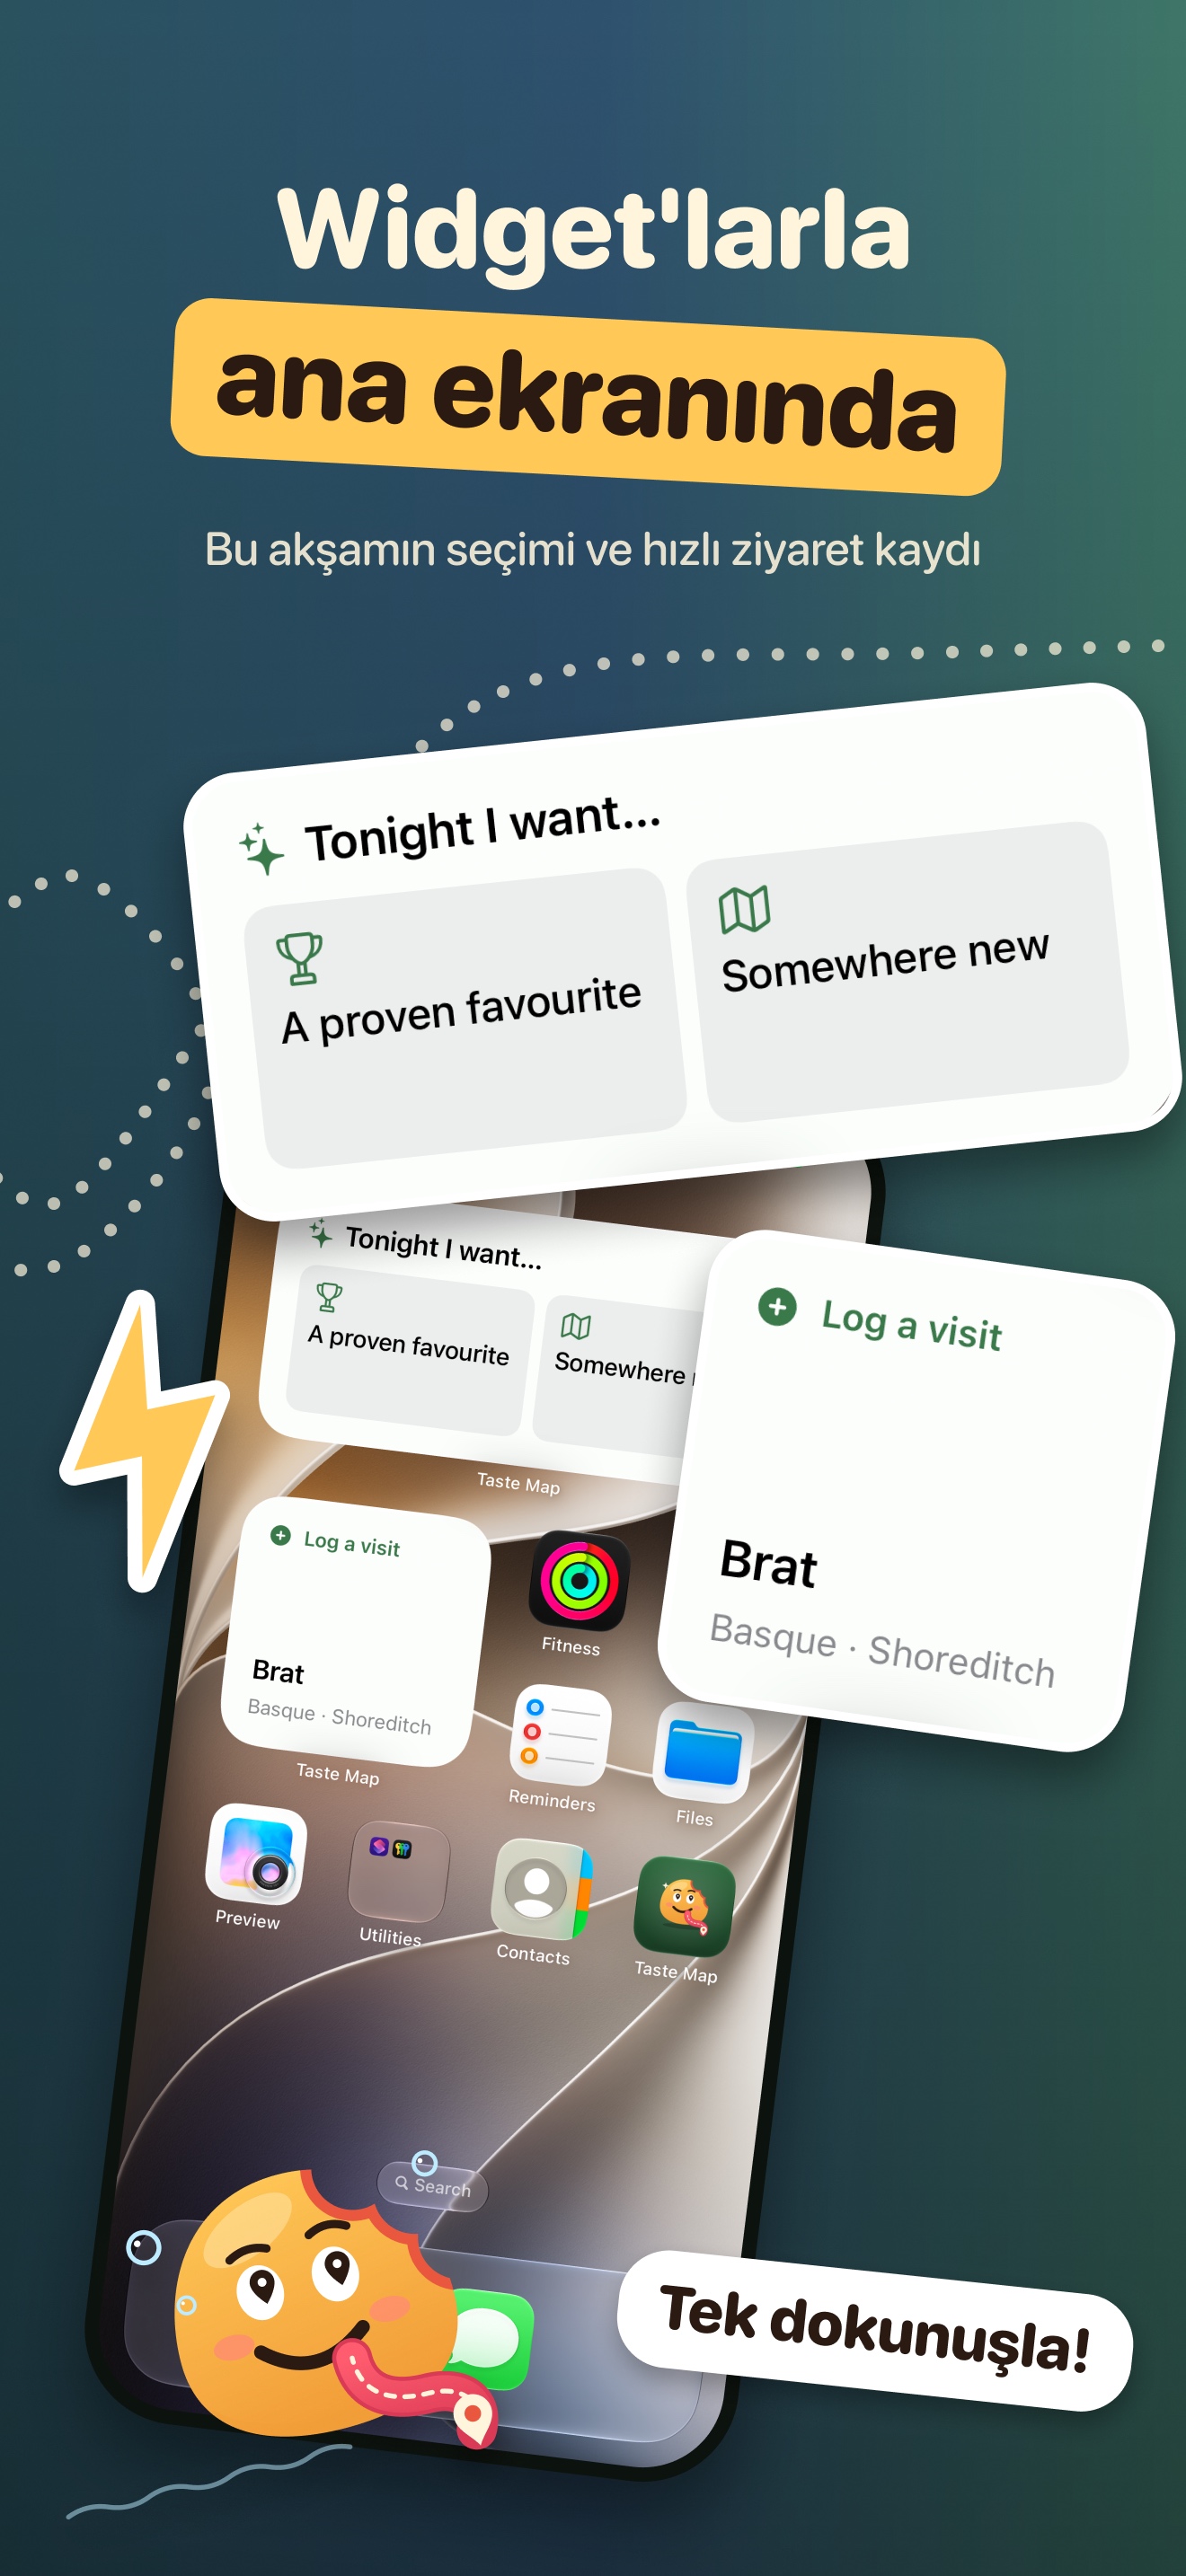 Widget'larla
ana ekranında
Bu akşamın seçimi ve hızlı ziyaret kaydı
Tonight I want...
A proven favourite
Somewhere new
Tonight I want...
A proven favourite
Somewhere
Taste Map
Log a visit
Brat
Basque · Shoreditch
Log a visit
Brat
Basque · Shoreditch
Taste Map
Fitness
Reminders
Files
Preview
Utilities
Contacts
Taste Map
Search
Tek dokunuşla!